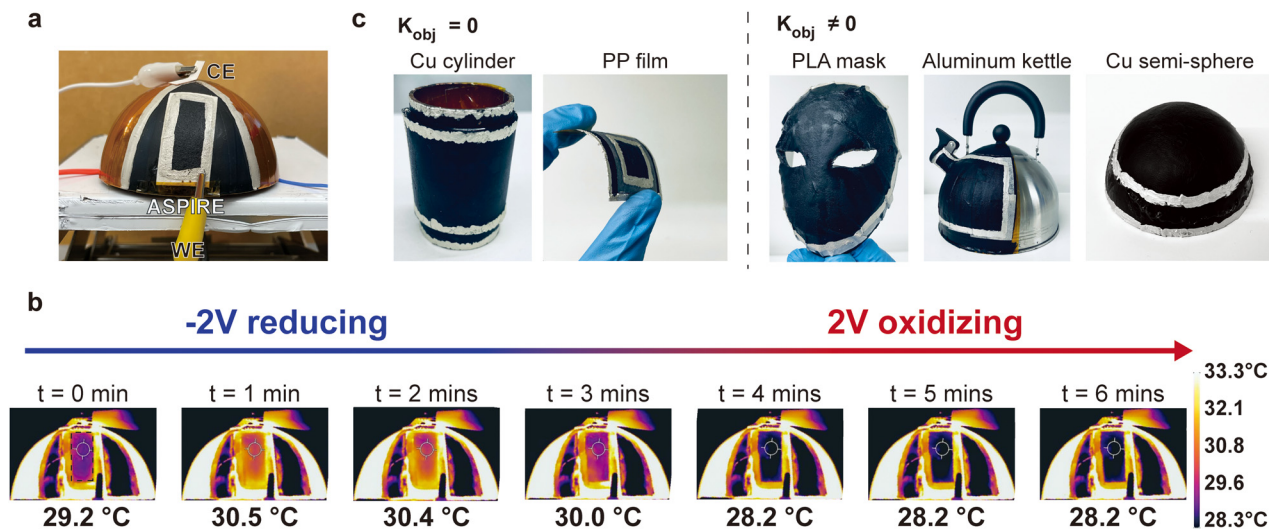 a
CE
ASPIRE
WE
c
K_obj = 0
Cu cylinder
PP film
K_obj ≠ 0
PLA mask
Aluminum kettle
Cu semi-sphere
b
-2V reducing
2V oxidizing
t = 0 min
t = 1 min
t = 2 mins
t = 3 mins
t = 4 mins
t = 5 mins
t = 6 mins
29.2 °C
30.5 °C
30.4 °C
30.0 °C
28.2 °C
28.2 °C
28.2 °C
33.3°C
32.1
30.8
29.6
28.3°C